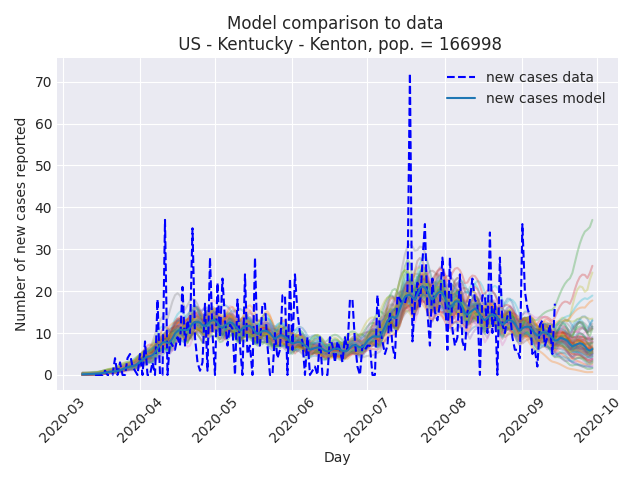 Model comparison to data
US - Kentucky - Kenton, pop. = 166998
new cases data
new cases model
Number of new cases reported
70
60
50
40
30
20
10
0
2020-03
2020-04
2020-05
2020-06
2020-07
2020-08
2020-09
2020-10
Day